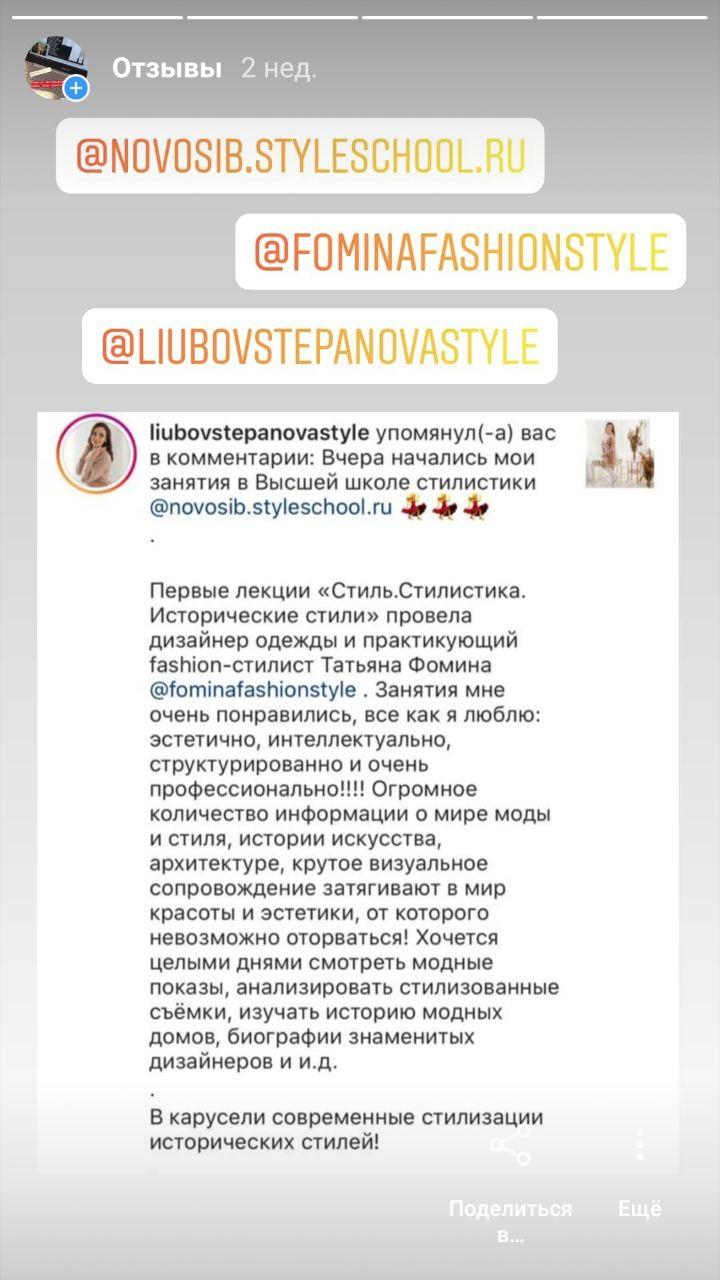 Отзывы 2 нед.
@NOVOSIB.STYLESCHOOL.RU
@FOMINAFASHIONSTYLE
@LIUBOVSTEPANOVASTYLE
liubovstepanovastyle упомянул(-а) вас
в комментарии: Вчера начались мои
занятия в Высшей школе стилистики
@novosib.styleschool.ru
.
Первые лекции «Стиль.Стилистика.
Исторические стили» провела
дизайнер одежды и практикующий
fashion-стилист Татьяна Фомина
@fominafashionstyle . Занятия мне
очень понравились, все как я люблю:
эстетично, интеллектуально,
структурированно и очень
профессионально!!!! Огромное
количество информации о мире моды
и стиля, истории искусства,
архитектуре, крутое визуальное
сопровождение затягивают в мир
красоты и эстетики, от которого
невозможно оторваться! Хочется
целыми днями смотреть модные
показы, анализировать стилизованные
съёмки, изучать историю модных
домов, биографии знаменитых
дизайнеров и и.д.
.
В карусели современные стилизации
исторических стилей!
Поделиться Ещё
в...